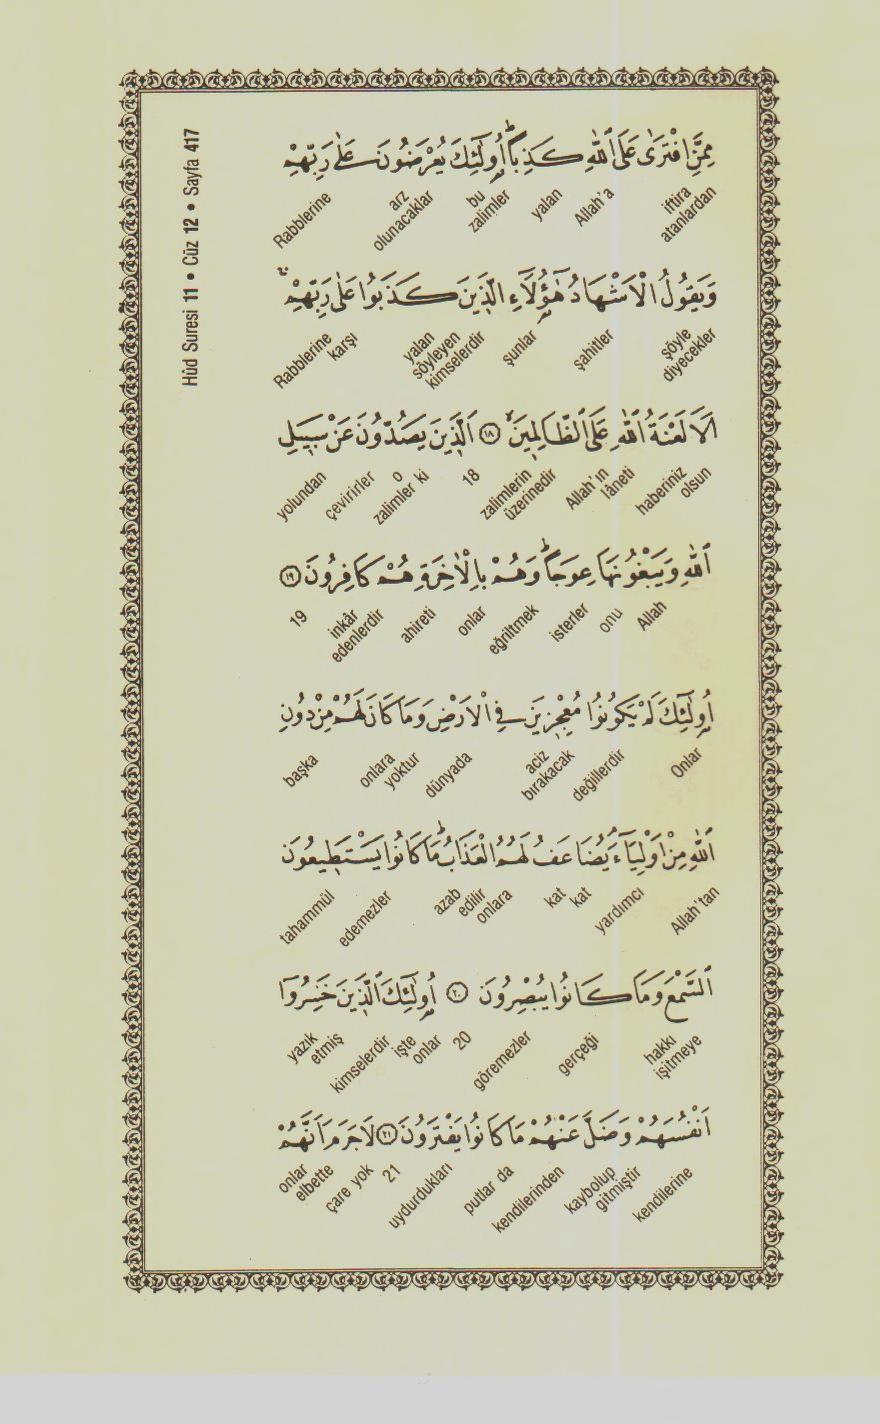 Hûd Suresi 11 • Cüz 12 • Sayfa 417
مِمَّنِ افْتَرٰى عَلَى اللّٰهِ كَذِبًاۜ اُو۬لٰٓئِكَ يُعْرَضُونَ عَلٰى رَبِّهِمْ
iftira atanlardan Allah'a yalan bu zalimler arz olunacaklar Rabblerine
وَيَقُولُ الْاَشْهَادُ هٰٓؤُ۬لَٓاءِ الَّذ۪ينَ كَذَبُوا عَلٰى رَبِّهِمْۚ
şöyle diyecekler şahitler şunlar yalan söyleyen kimselerdir karşı Rabblerine
اَلَا لَعْنَةُ اللّٰهِ عَلَى الظَّالِم۪ينَۙ ﴿١٨﴾ اَلَّذ۪ينَ يَصُدُّونَ عَنْ سَب۪يلِ
haberiniz olsun Allah'ın lâneti zalimlerin üzerinedir 18 o zalimler ki çevirirler yolundan
اللّٰهِ وَيَبْغُونَهَا عِوَجًاۜ وَهُمْ بِالْاٰخِرَةِ هُمْ كَافِرُونَ ﴿١٩﴾
Allah onu isterler eğriltmek onlar ahireti inkâr edenlerdir 19
اُو۬لٰٓئِكَ لَمْ يَكُونُوا مُعْجِز۪ينَ فِي الْاَرْضِ وَمَا كَانَ لَهُمْ مِنْ دُونِ
Onlar değillerdir aciz bırakacak dünyada onlara yoktur başka
اللّٰهِ مِنْ اَوْلِيَٓاءَۢ يُضَاعَفُ لَهُمُ الْعَذَابُۜ مَا كَانُوا يَسْتَط۪يعُونَ
Allah'tan yardımcı kat kat onlara edilir azab edemezler tahammül
السَّمْعَ وَمَا كَانُوا يُبْصِرُونَ ﴿٢٠﴾ اُو۬لٰٓئِكَ الَّذ۪ينَ خَسِرُٓوا
hakkı işitmeye gerçeği göremezler 20 işte onlar kimselerdir yazık etmiş
اَنْفُسَهُمْ وَضَلَّ عَنْهُمْ مَا كَانُوا يَفْتَرُونَ ﴿٢١﴾ لَا جَرَمَ اَنَّهُمْ
kendilerine kaybolup gitmiştir kendilerinden putlar da uydurdukları 21 çare yok elbette onlar